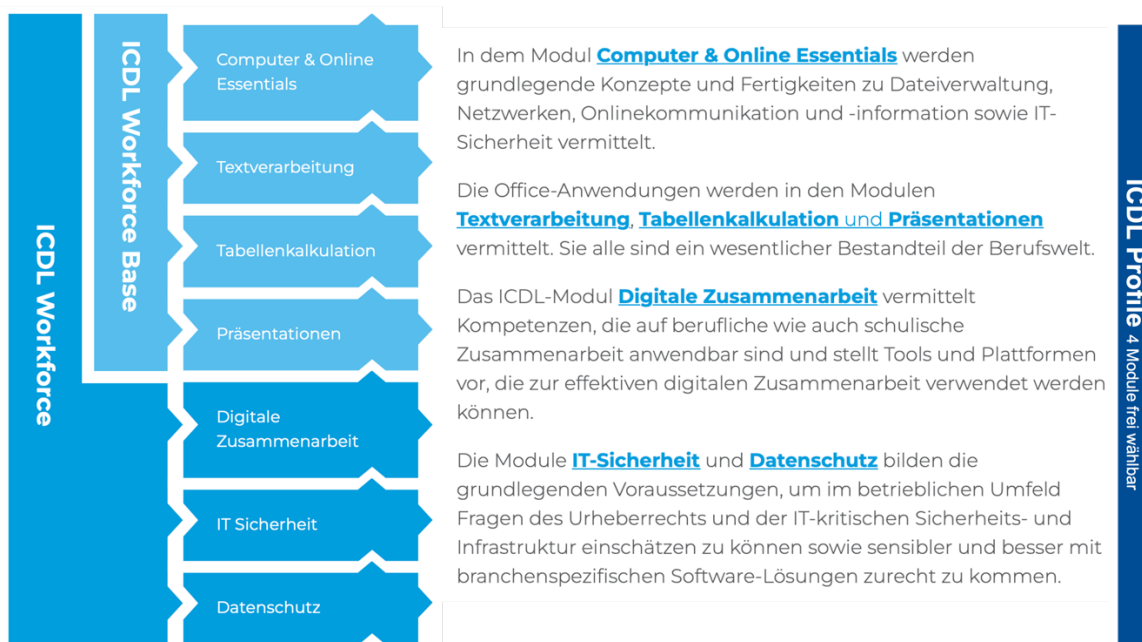 ICDL Workforce
ICDL Workforce Base
Computer & Online
Essentials
Textverarbeitung
Tabellenkalkulation
Präsentationen
Digitale
Zusammenarbeit
IT Sicherheit
Datenschutz
In dem Modul Computer & Online Essentials werden
grundlegende Konzepte und Fertigkeiten zu Dateiverwaltung,
Netzwerken, Onlinekommunikation und -information sowie IT-
Sicherheit vermittelt.
Die Office-Anwendungen werden in den Modulen
Textverarbeitung, Tabellenkalkulation und Präsentationen
vermittelt. Sie alle sind ein wesentlicher Bestandteil der Berufswelt.
Das ICDL-Modul Digitale Zusammenarbeit vermittelt
Kompetenzen, die auf berufliche wie auch schulische
Zusammenarbeit anwendbar sind und stellt Tools und Plattformen
vor, die zur effektiven digitalen Zusammenarbeit verwendet werden
können.
Die Module IT-Sicherheit und Datenschutz bilden die
grundlegenden Voraussetzungen, um im betrieblichen Umfeld
Fragen des Urheberrechts und der IT-kritischen Sicherheits- und
Infrastruktur einschätzen zu können sowie sensibler und besser mit
branchenspezifischen Software-Lösungen zurecht zu kommen.
ICDL Profile 4 Module frei wählbar